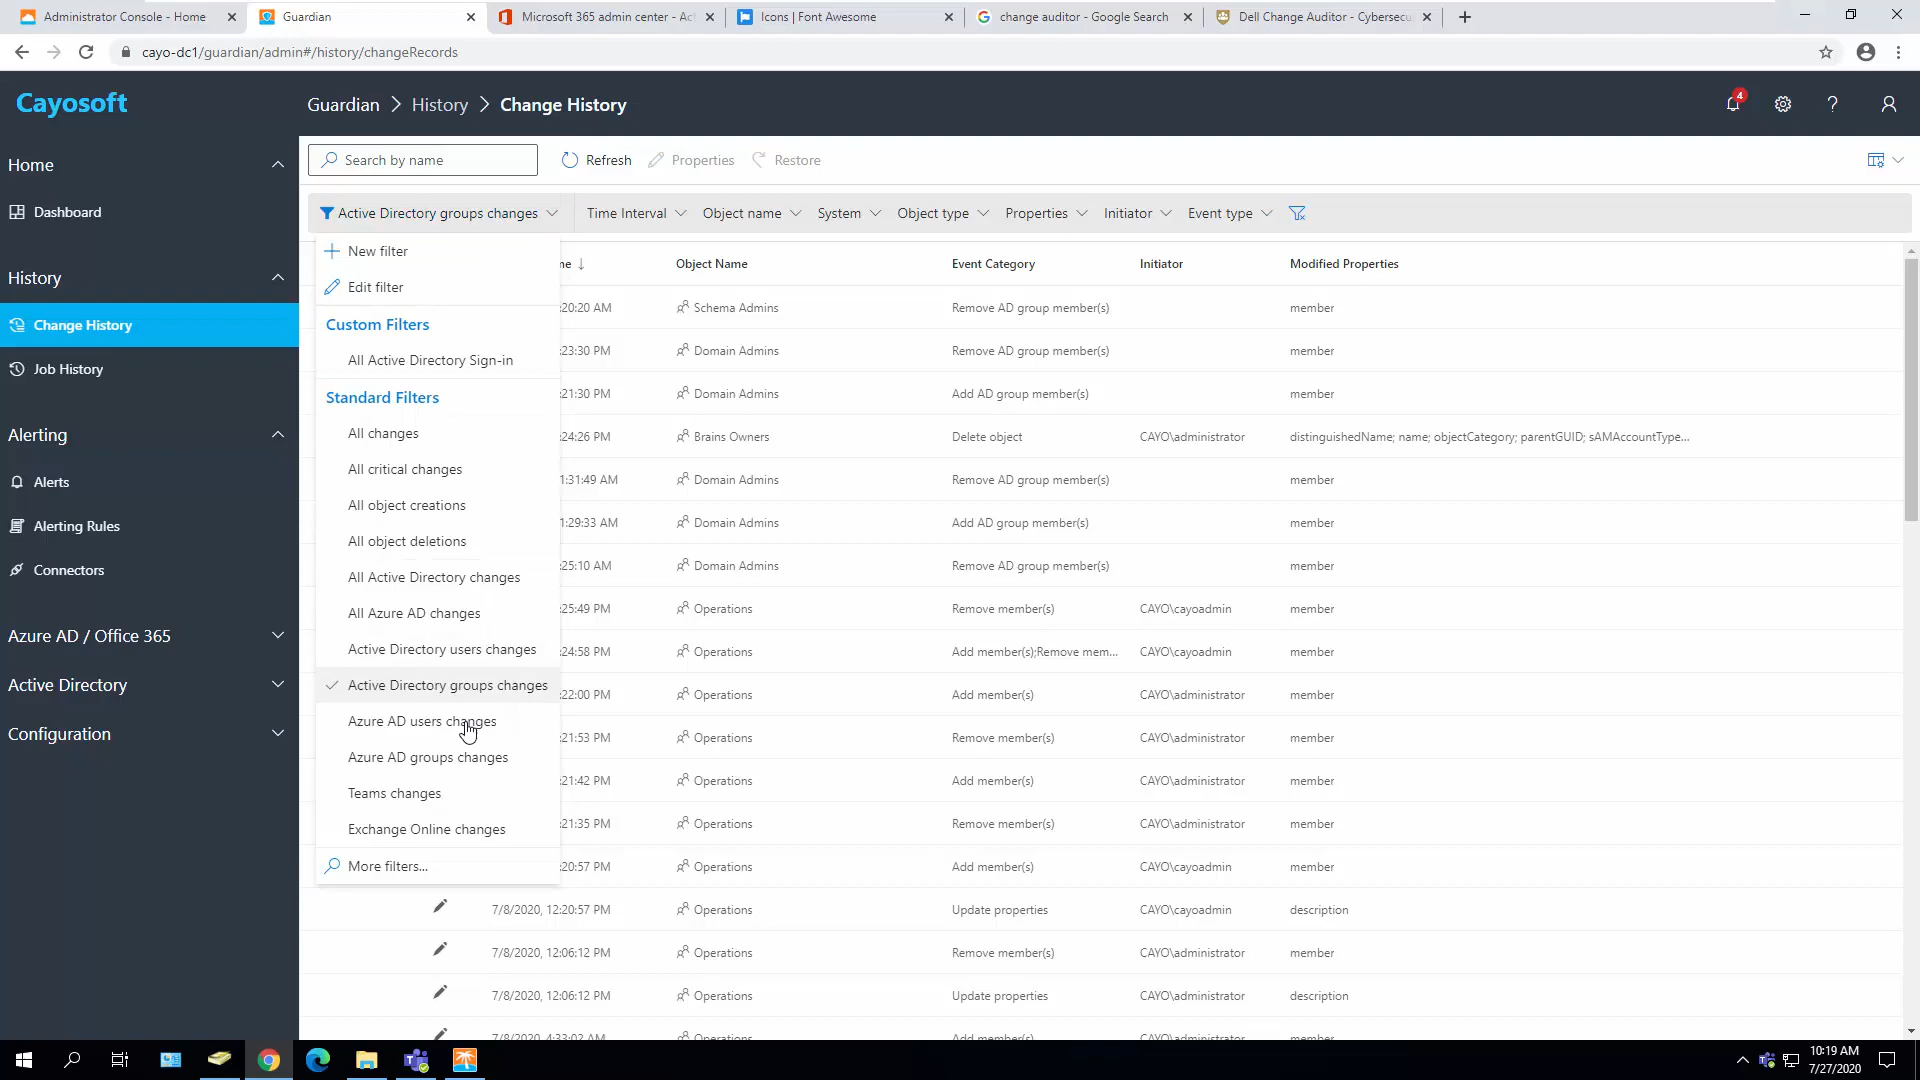 Administrator Console - Home
Guardian
Microsoft 365 admin center - Ac
Icons | Font Awesome
change auditor - Google Search
Dell Change Auditor - Cybersecu
cayo-dc1/guardian/admin#/history/changeRecords
Cayosoft
Guardian > History > Change History
4
?
Home
Dashboard
History
Change History
Job History
Alerting
Alerts
Alerting Rules
Connectors
Azure AD / Office 365
Active Directory
Configuration
Search by name
Refresh
Properties
Restore
Active Directory groups changes
Time Interval
Object name
System
Object type
Properties
Initiator
Event type
New filter
Edit filter
Custom Filters
All Active Directory Sign-in
Standard Filters
All changes
All critical changes
All object creations
All object deletions
All Active Directory changes
All Azure AD changes
Active Directory users changes
Active Directory groups changes
Azure AD users changes
Azure AD groups changes
Teams changes
Exchange Online changes
More filters...
me ↓ Object Name Event Category Initiator Modified Properties
:20:20 AM Schema Admins Remove AD group member(s) member
:23:30 PM Domain Admins Remove AD group member(s) member
:21:30 PM Domain Admins Add AD group member(s) member
:24:26 PM Brains Owners Delete object CAYO\administrator distinguishedName; name; objectCategory; parentGUID; sAMAccountType...
1:31:49 AM Domain Admins Remove AD group member(s) member
1:29:33 AM Domain Admins Add AD group member(s) member
:25:10 AM Domain Admins Remove AD group member(s) member
:25:49 PM Operations Remove member(s) CAYO\cayoadmin member
:24:58 PM Operations Add member(s);Remove mem... CAYO\cayoadmin member
:22:00 PM Operations Add member(s) CAYO\administrator member
:21:53 PM Operations Remove member(s) CAYO\administrator member
:21:42 PM Operations Add member(s) CAYO\administrator member
:21:35 PM Operations Remove member(s) CAYO\administrator member
:20:57 PM Operations Add member(s) CAYO\cayoadmin member
7/8/2020, 12:20:57 PM Operations Update properties CAYO\cayoadmin description
7/8/2020, 12:06:12 PM Operations Remove member(s) CAYO\administrator member
7/8/2020, 12:06:12 PM Operations Update properties CAYO\administrator description
7/8/2020, 4:33:02 AM Operations Add member(s) CAYO\administrator member
10:19 AM
7/27/2020